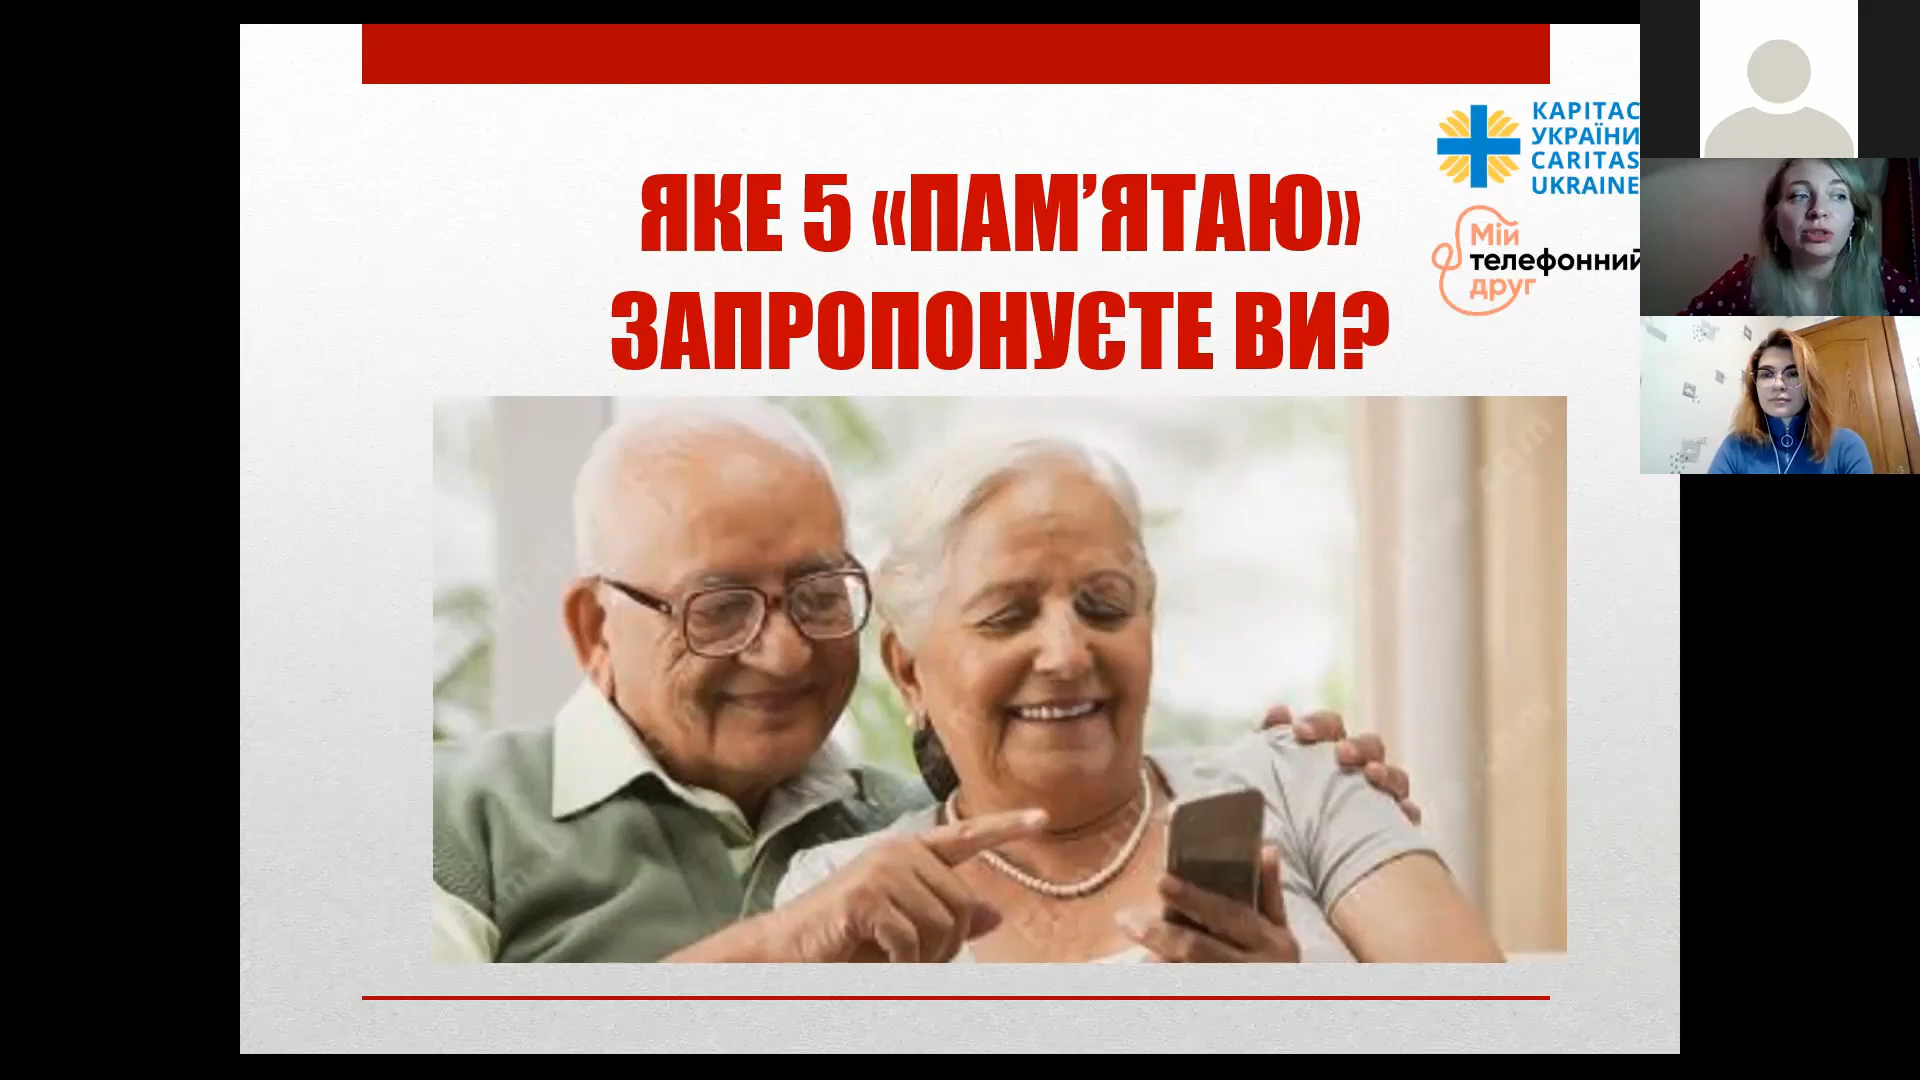 ЯКЕ 5 «ПАМ’ЯТАЮ»
ЗАПРОПОНУЄТЕ ВИ?
КАРІТАС
УКРАЇНИ
CARITAS
UKRAINE
Мій
телефонний
друг